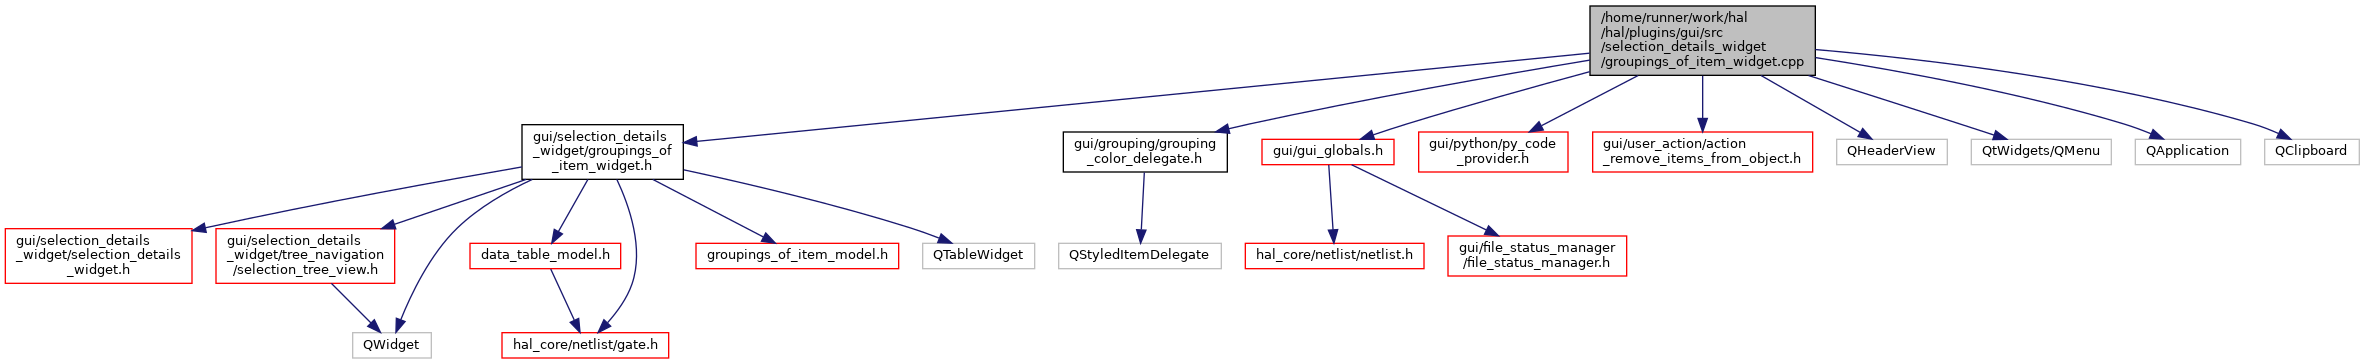 /home/runner/work/hal
/hal/plugins/gui/src
/selection_details_widget
/groupings_of_item_widget.cpp
gui/selection_details
_widget/groupings_of
_item_widget.h
gui/grouping/grouping
_color_delegate.h
gui/gui_globals.h
gui/python/py_code
_provider.h
gui/user_action/action
_remove_items_from_object.h
QHeaderView
QtWidgets/QMenu
QApplication
QClipboard
gui/selection_details
_widget/selection_details
_widget.h
gui/selection_details
_widget/tree_navigation
/selection_tree_view.h
data_table_model.h
groupings_of_item_model.h
QTableWidget
QStyledItemDelegate
hal_core/netlist/netlist.h
gui/file_status_manager
/file_status_manager.h
QWidget
hal_core/netlist/gate.h